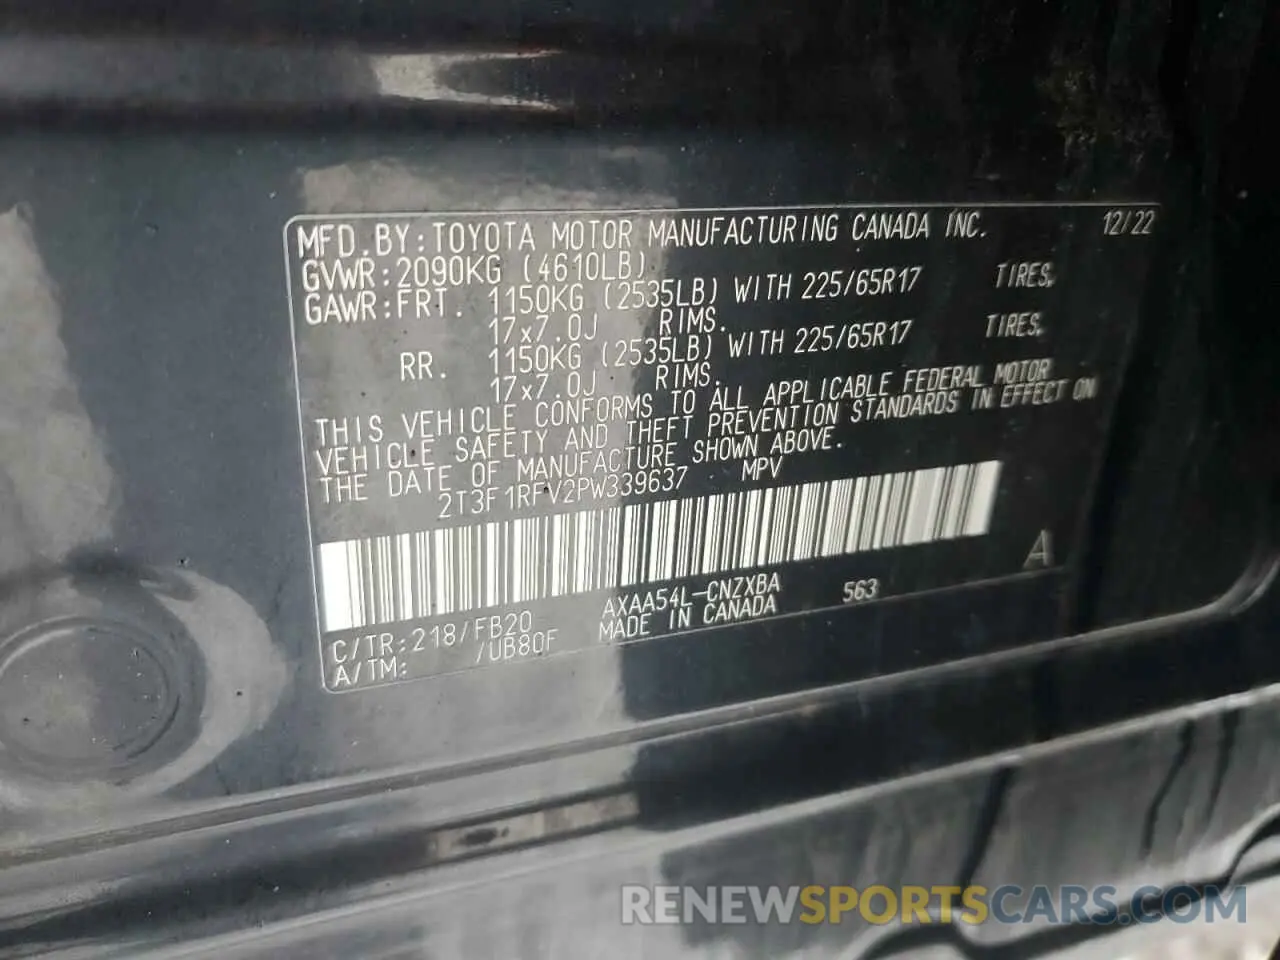 MFD.BY:TOYOTA MOTOR MANUFACTURING CANADA INC. 12/22
GVWR:2090KG (4610LB)
GAWR:FRT. 1150KG (2535LB) WITH 225/65R17 TIRES,
17x7.0J RIMS.
RR. 1150KG (2535LB) WITH 225/65R17 TIRES,
17x7.0J RIMS.
THIS VEHICLE CONFORMS TO ALL APPLICABLE FEDERAL MOTOR
VEHICLE SAFETY AND THEFT PREVENTION STANDARDS IN EFFECT ON
THE DATE OF MANUFACTURE SHOWN ABOVE.
2T3F1RFV2PW339637 MPV
A
C/TR:218/FB20 AXAA54L-CNZXBA 563
A/TM: /UB80F MADE IN CANADA
RENEWSPORTSCARS.COM